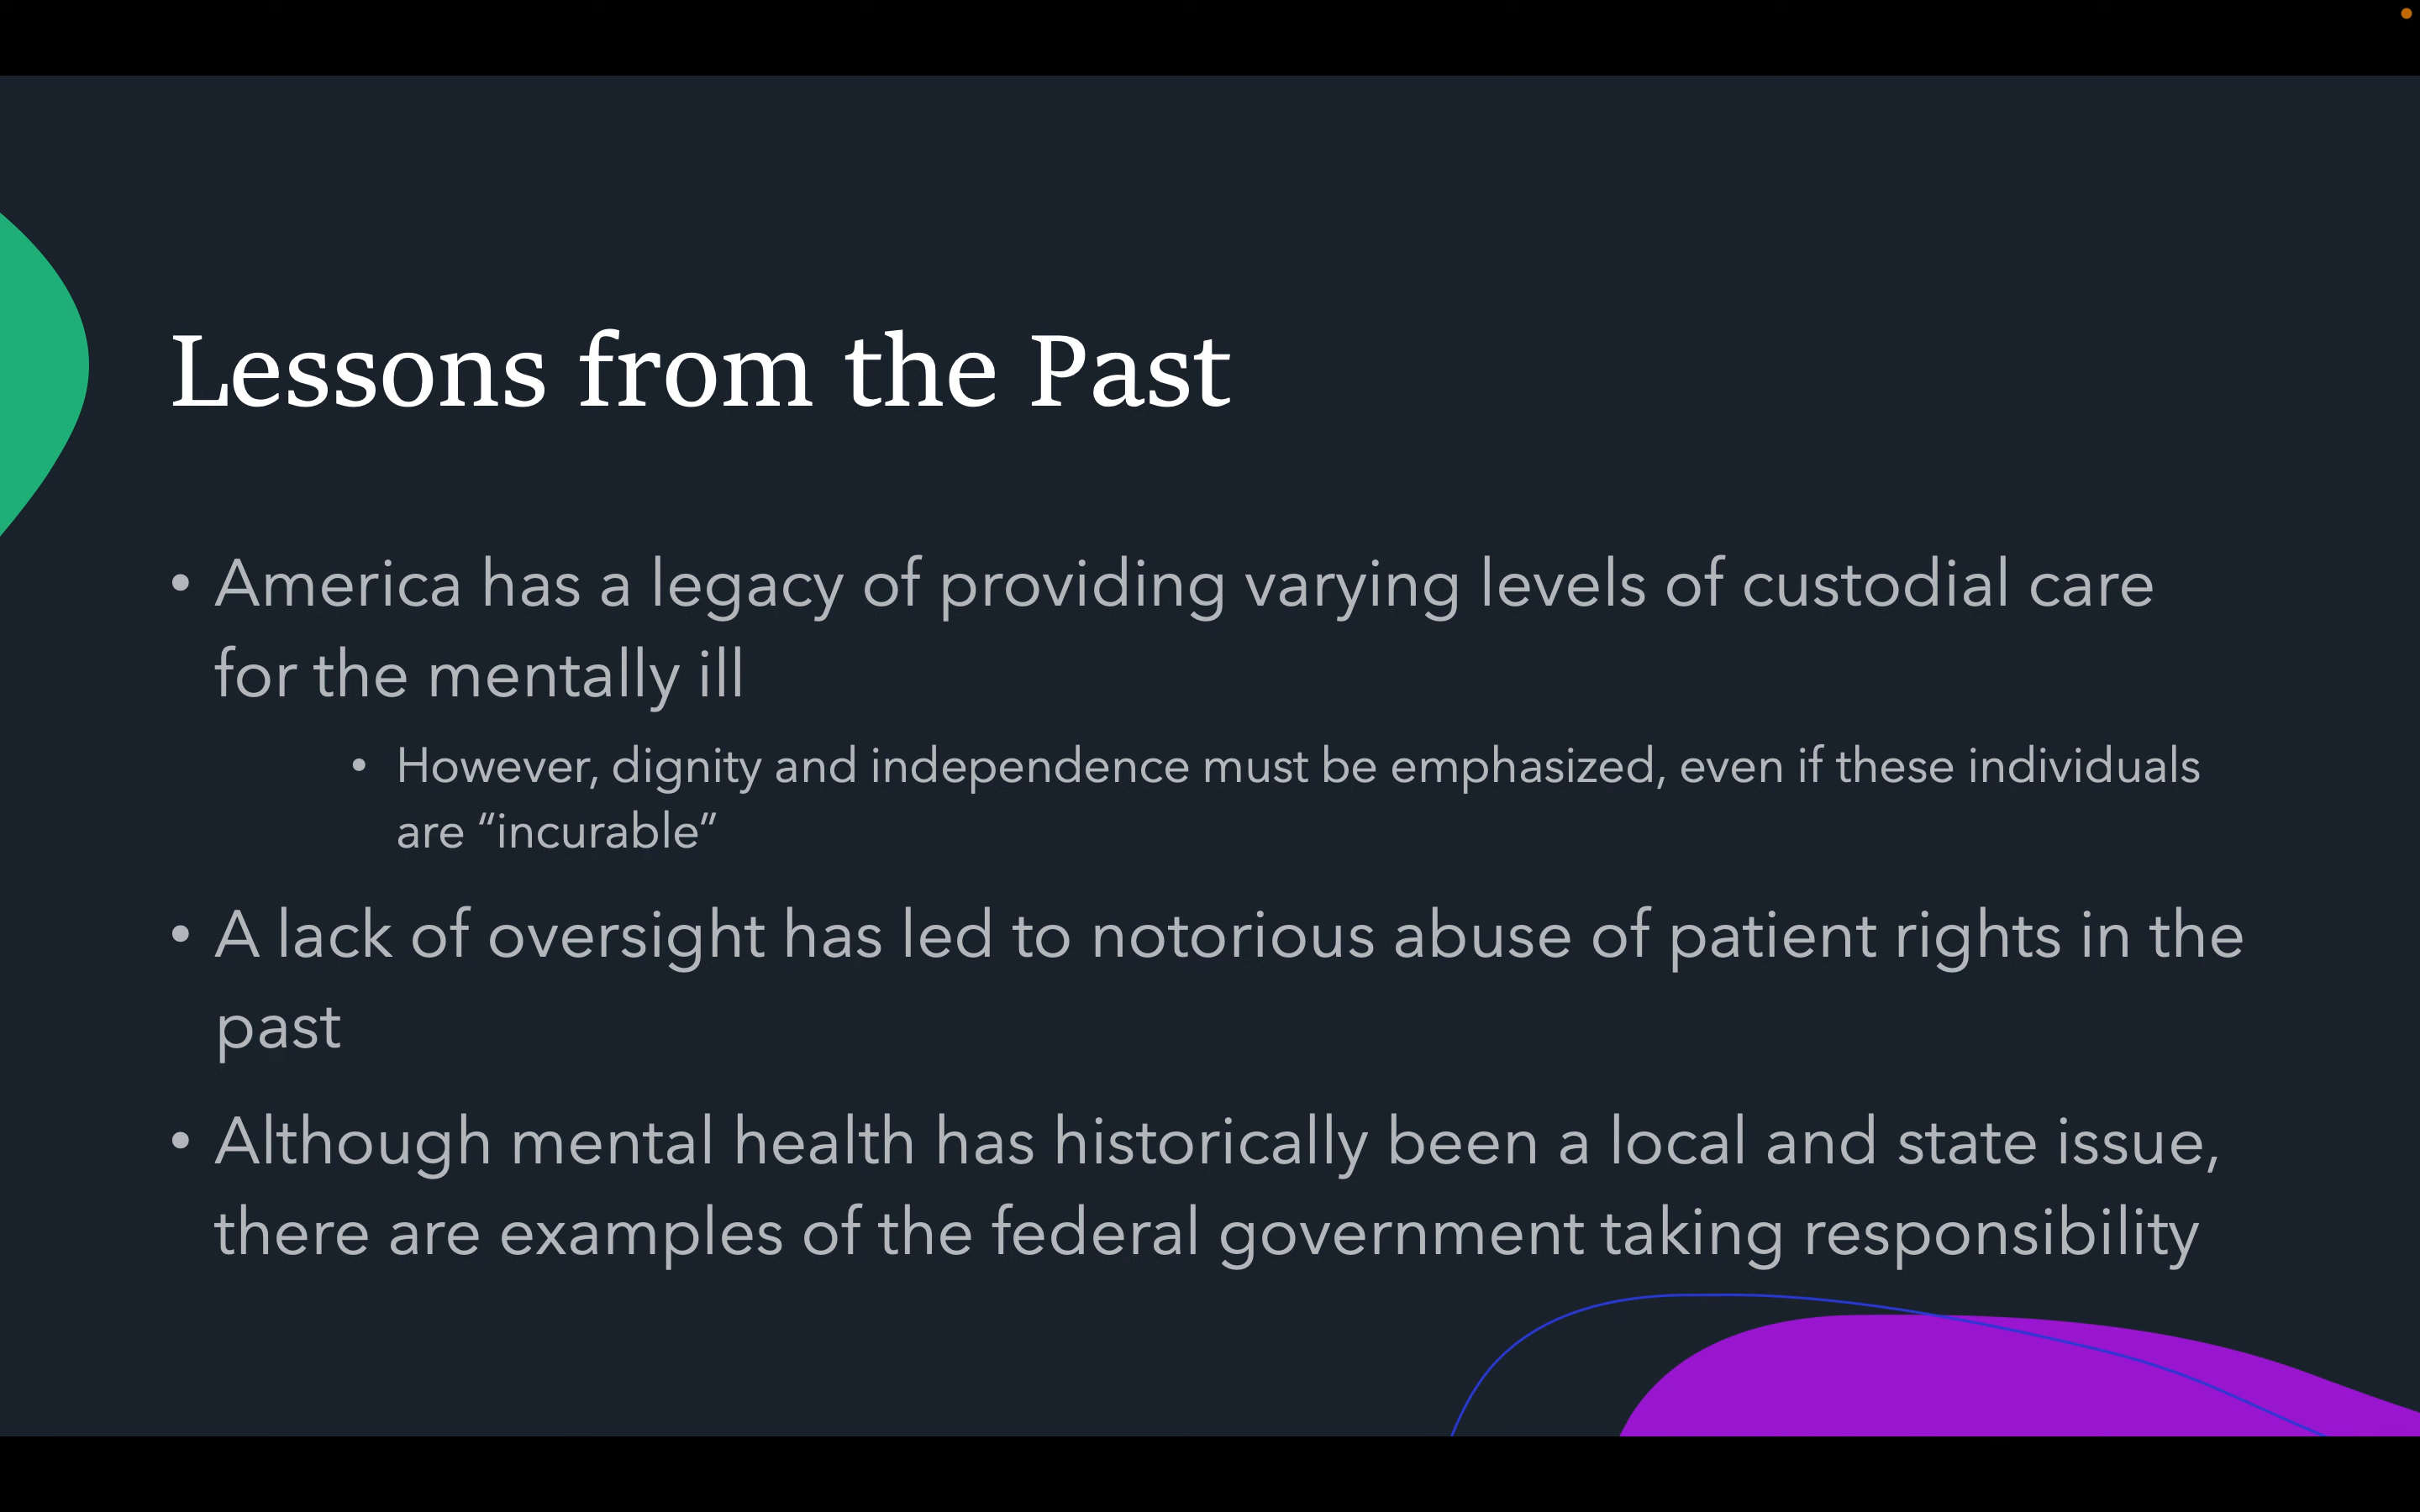 Lessons from the Past
• America has a legacy of providing varying levels of custodial care
for the mentally ill
• However, dignity and independence must be emphasized, even if these individuals
are “incurable”
• A lack of oversight has led to notorious abuse of patient rights in the
past
• Although mental health has historically been a local and state issue,
there are examples of the federal government taking responsibility